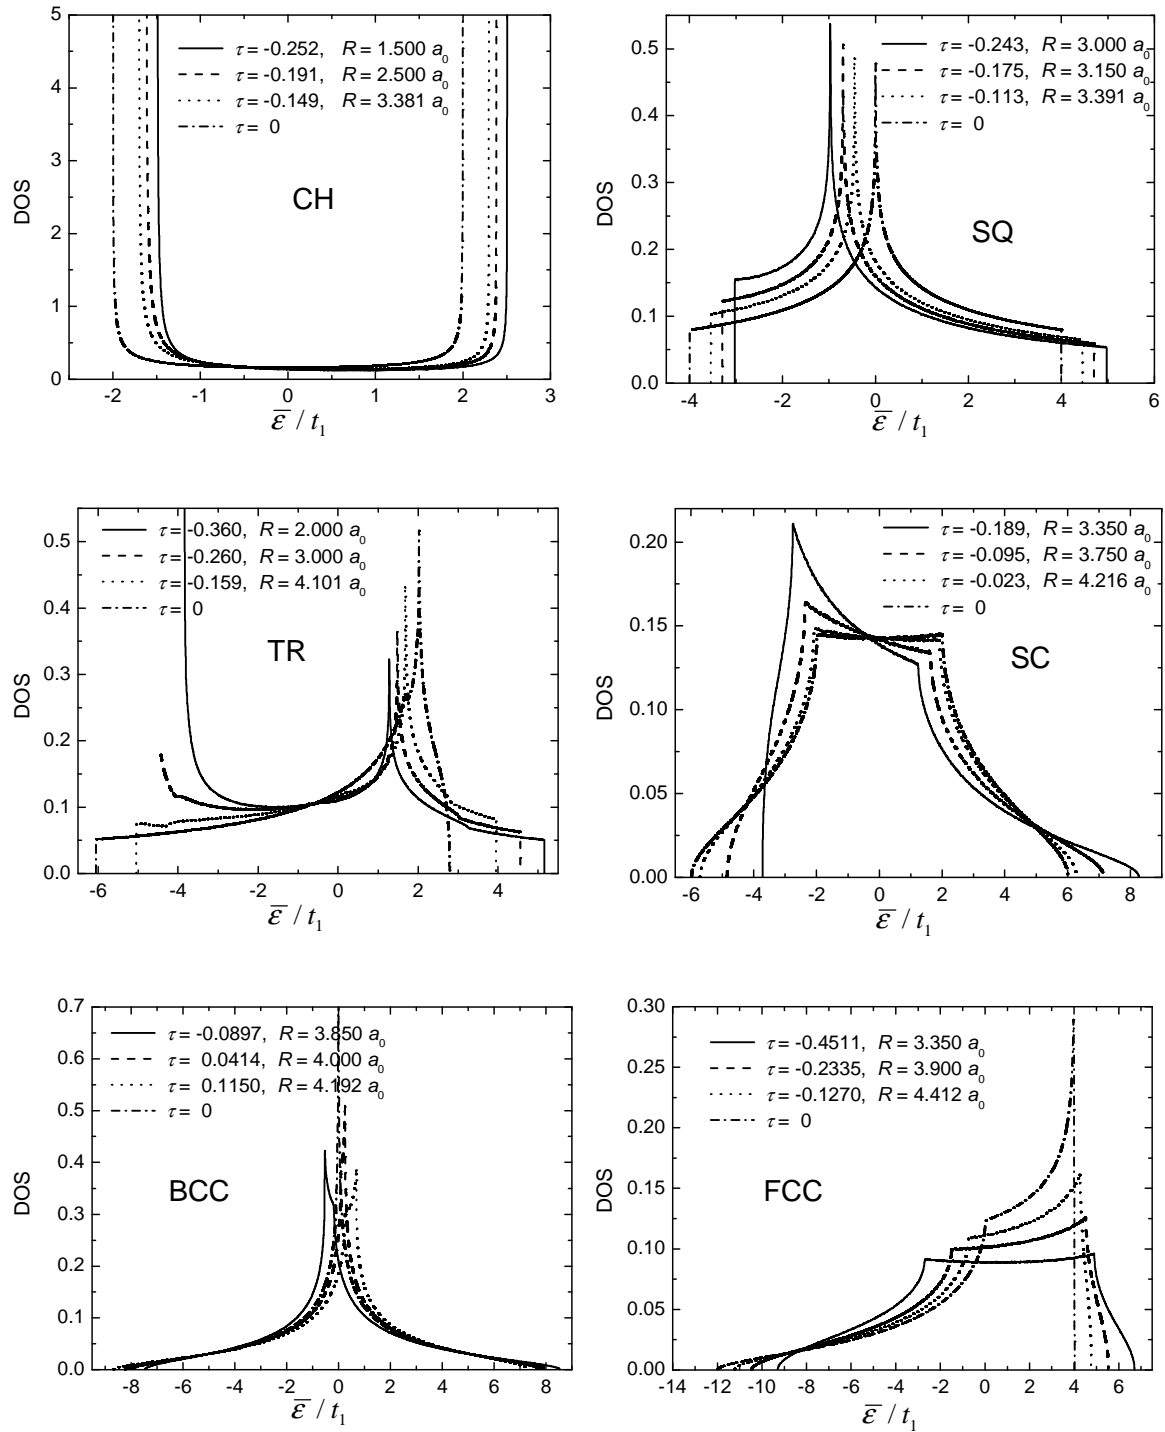 5
4
3
2
1
0
DOS
τ = -0.252, R = 1.500 a0
τ = -0.191, R = 2.500 a0
τ = -0.149, R = 3.381 a0
τ = 0
CH
-2 -1 0 1 2 3
ε̅ / t1
0.5
0.4
0.3
0.2
0.1
0.0
DOS
τ = -0.243, R = 3.000 a0
τ = -0.175, R = 3.150 a0
τ = -0.113, R = 3.391 a0
τ = 0
SQ
-4 -2 0 2 4 6
ε̅ / t1
0.5
0.4
0.3
0.2
0.1
0.0
DOS
τ = -0.360, R = 2.000 a0
τ = -0.260, R = 3.000 a0
τ = -0.159, R = 4.101 a0
τ = 0
TR
-6 -4 -2 0 2 4 6
ε̅ / t1
0.20
0.15
0.10
0.05
0.00
DOS
τ = -0.189, R = 3.350 a0
τ = -0.095, R = 3.750 a0
τ = -0.023, R = 4.216 a0
τ = 0
SC
-6 -4 -2 0 2 4 6 8
ε̅ / t1
0.7
0.6
0.5
0.4
0.3
0.2
0.1
0.0
DOS
τ = -0.0897, R = 3.850 a0
τ = 0.0414, R = 4.000 a0
τ = 0.1150, R = 4.192 a0
τ = 0
BCC
-8 -6 -4 -2 0 2 4 6 8
ε̅ / t1
0.30
0.25
0.20
0.15
0.10
0.05
0.00
DOS
τ = -0.4511, R = 3.350 a0
τ = -0.2335, R = 3.900 a0
τ = -0.1270, R = 4.412 a0
τ = 0
FCC
-14 -12 -10 -8 -6 -4 -2 0 2 4 6
ε̅ / t1